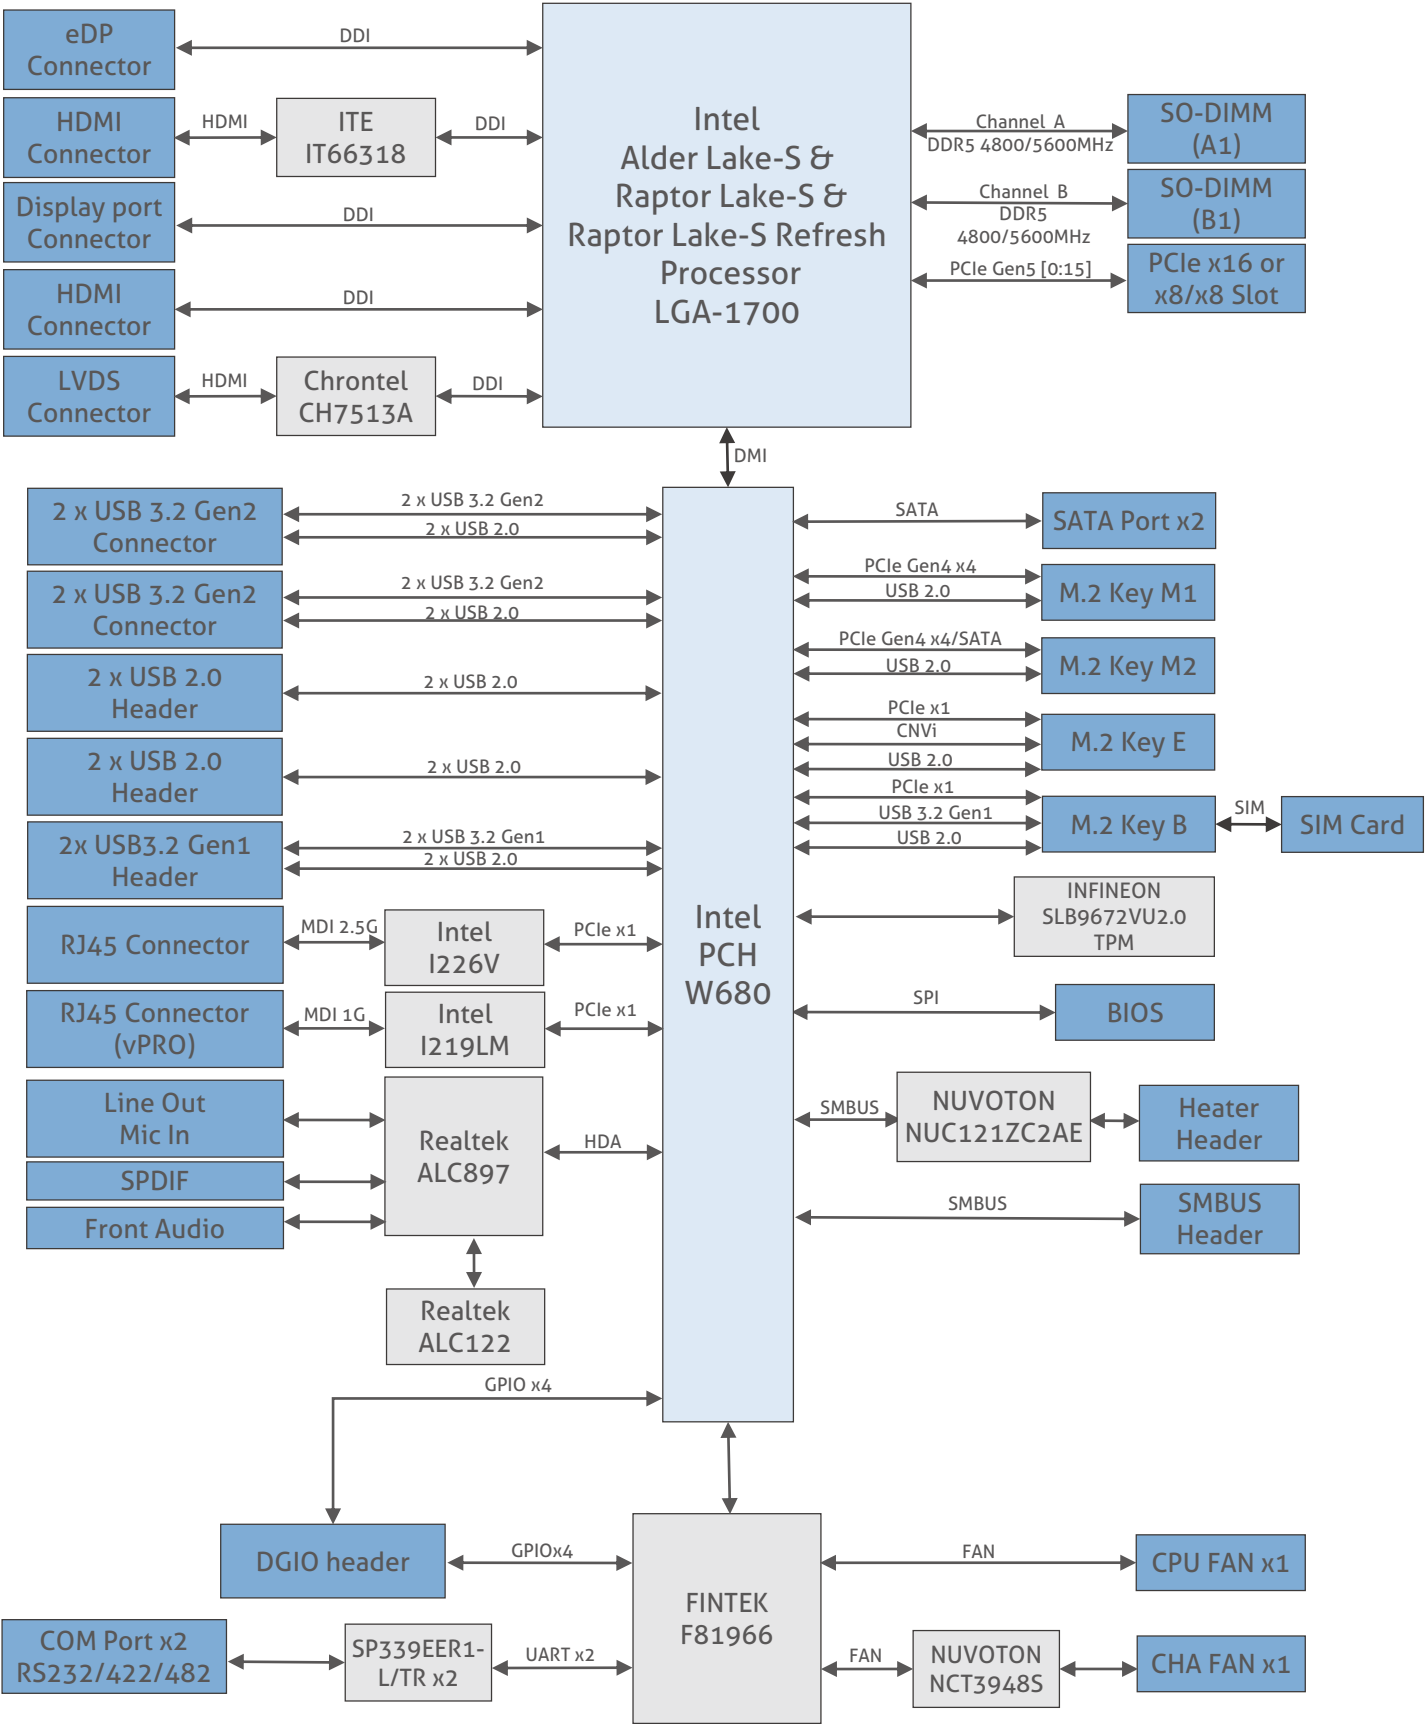 eDP
Connector
DDI
HDMI
Connector
HDMI
ITE
IT66318
DDI
Display port
Connector
DDI
HDMI
Connector
DDI
LVDS
Connector
HDMI
Chrontel
CH7513A
DDI
Intel
Alder Lake-S &
Raptor Lake-S &
Raptor Lake-S Refresh
Processor
LGA-1700
Channel A
DDR5 4800/5600MHz
SO-DIMM
(A1)
Channel B
DDR5
4800/5600MHz
SO-DIMM
(B1)
PCIe Gen5 [0:15]
PCIe x16 or
x8/x8 Slot
DMI
2 x USB 3.2 Gen2
Connector
2 x USB 3.2 Gen2
2 x USB 2.0
2 x USB 3.2 Gen2
Connector
2 x USB 3.2 Gen2
2 x USB 2.0
2 x USB 2.0
Header
2 x USB 2.0
2 x USB 2.0
Header
2 x USB 2.0
2x USB3.2 Gen1
Header
2 x USB 3.2 Gen1
2 x USB 2.0
RJ45 Connector
MDI 2.5G
Intel
I226V
PCIe x1
RJ45 Connector
(vPRO)
MDI 1G
Intel
I219LM
PCIe x1
Line Out
Mic In
SPDIF
Front Audio
Realtek
ALC897
HDA
Realtek
ALC122
Intel
PCH
W680
SATA
SATA Port x2
PCIe Gen4 x4
USB 2.0
M.2 Key M1
PCIe Gen4 x4/SATA
USB 2.0
M.2 Key M2
PCIe x1
CNVi
USB 2.0
M.2 Key E
PCIe x1
USB 3.2 Gen1
USB 2.0
M.2 Key B
SIM
SIM Card
INFINEON
SLB9672VU2.0
TPM
SPI
BIOS
SMBUS
NUVOTON
NUC121ZC2AE
Heater
Header
SMBUS
SMBUS
Header
GPIO x4
DGIO header
GPIOx4
COM Port x2
RS232/422/482
SP339EER1-
L/TR x2
UART x2
FINTEK
F81966
FAN
CPU FAN x1
FAN
NUVOTON
NCT3948S
CHA FAN x1